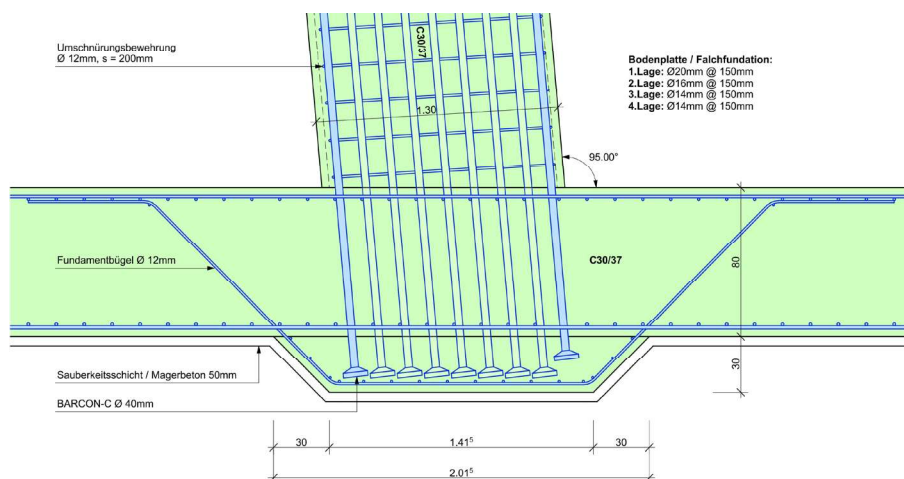 Umschnürungsbewehrung
Ø 12mm, s = 200mm
C30/37
Bodenplatte / Falchfundation:
1.Lage: Ø20mm @ 150mm
2.Lage: Ø16mm @ 150mm
3.Lage: Ø14mm @ 150mm
4.Lage: Ø14mm @ 150mm
1.30
95.00°
Fundamentbügel Ø 12mm
C30/37
80
30
Sauberkeitsschicht / Magerbeton 50mm
BARCON-C Ø 40mm
30
1.41⁵
30
2.01⁵